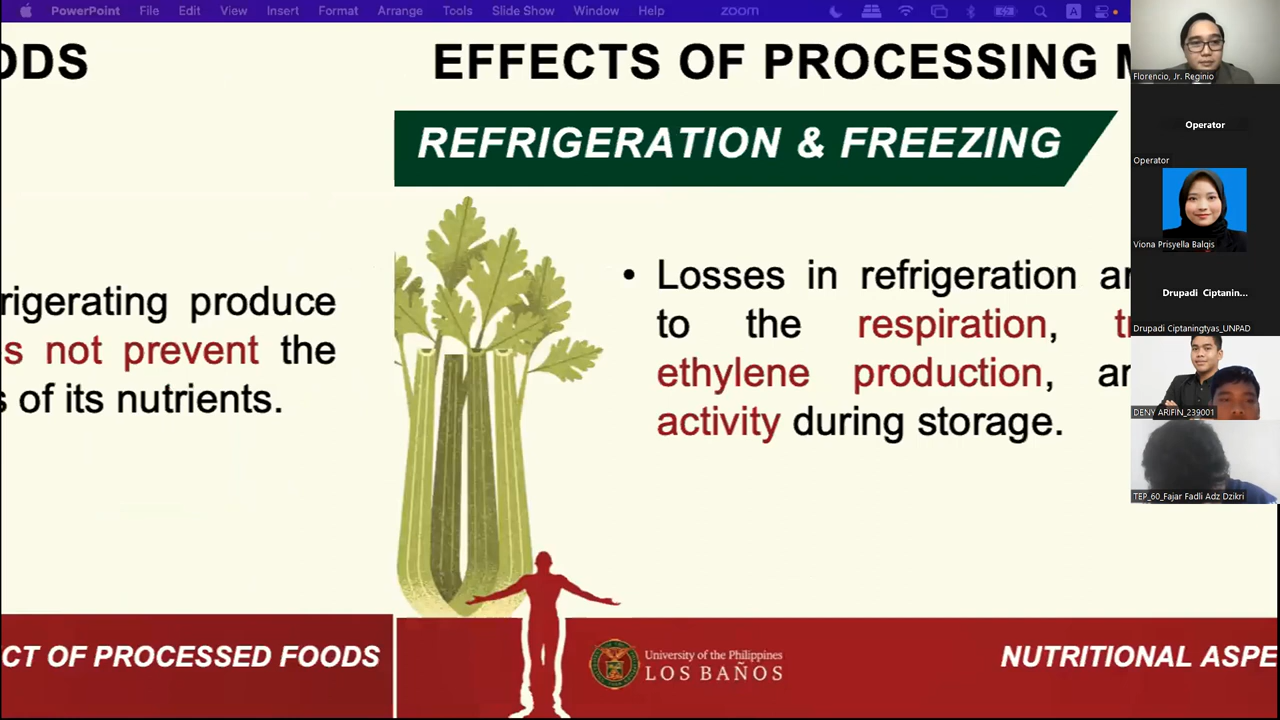 PowerPoint File Edit View Insert Format Arrange Tools Slide Show Window Help zoom A
ODS
EFFECTS OF PROCESSING M
REFRIGERATION & FREEZING
rigerating produce
s not prevent the
s of its nutrients.
• Losses in refrigeration ar
to the respiration, tr
ethylene production, an
activity during storage.
CT OF PROCESSED FOODS
University of the Philippines
LOS BAÑOS
NUTRITIONAL ASPE
Florencio, Jr. Reginio
Operator
Operator
Viona Prisyella Balqis
Drupadi Ciptanin...
Drupadi Ciptaningtyas_UNPAD
DENY ARIFIN_239001
TEP_60_Fajar Fadli Adz Dzikri